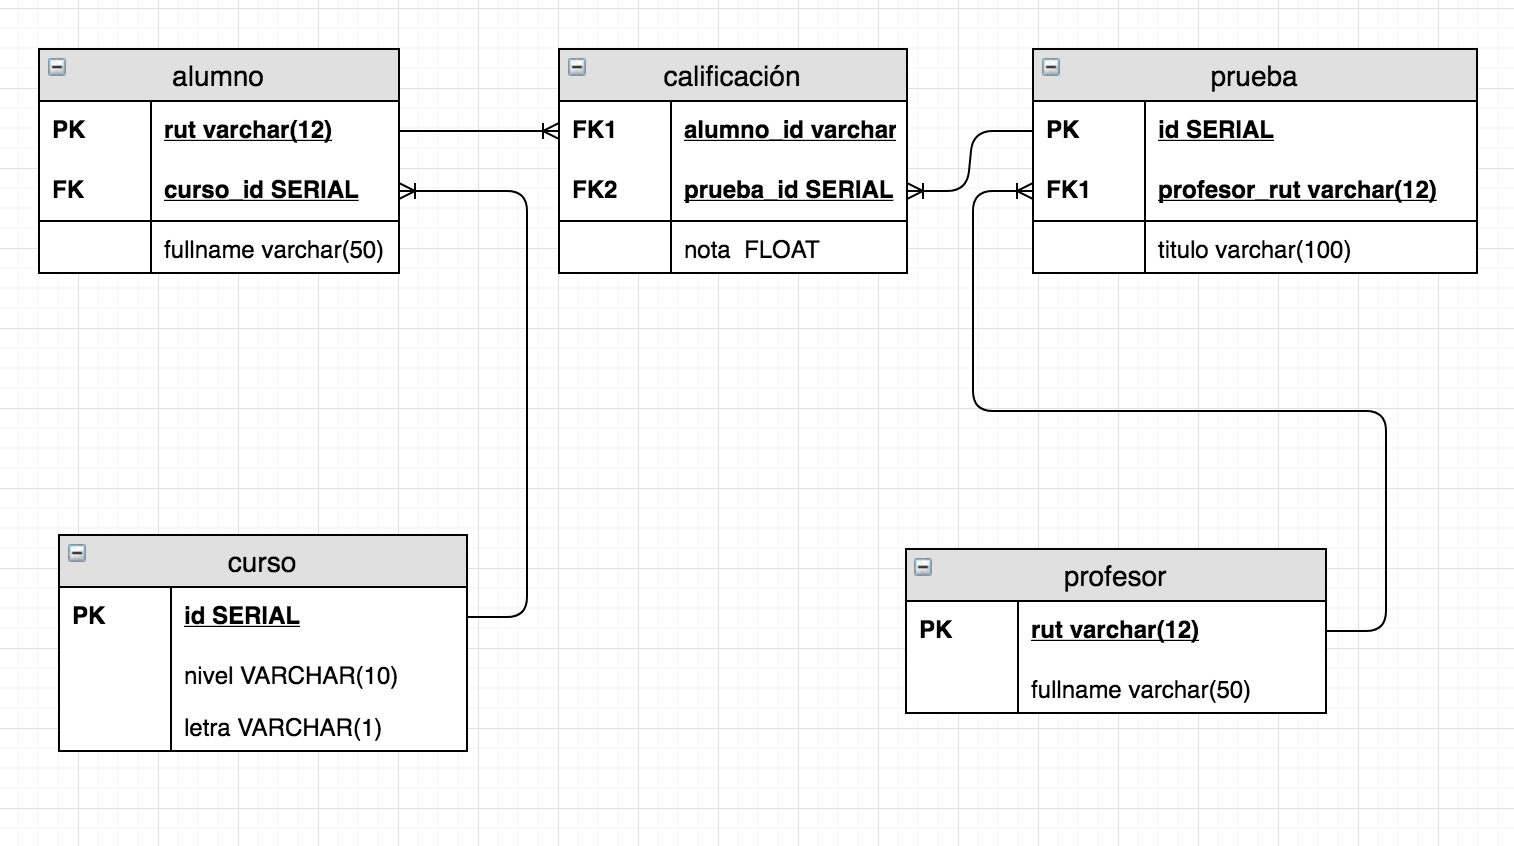 alumno
PK rut varchar(12)
FK curso_id SERIAL
fullname varchar(50)
calificación
FK1 alumno_id varchar
FK2 prueba_id SERIAL
nota FLOAT
prueba
PK id SERIAL
FK1 profesor_rut varchar(12)
titulo varchar(100)
curso
PK id SERIAL
nivel VARCHAR(10)
letra VARCHAR(1)
profesor
PK rut varchar(12)
fullname varchar(50)